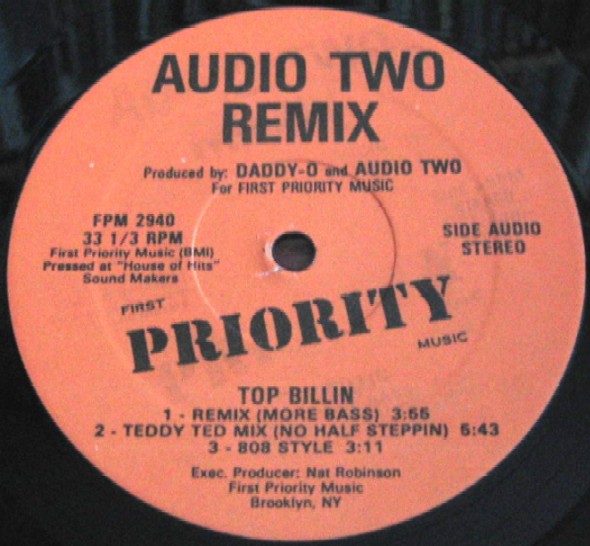 AUDIO TWO
REMIX
Produced by: DADDY-O and AUDIO TWO
For FIRST PRIORITY MUSIC
FPM 2940
33 1/3 RPM
First Priority Music (BMI)
Pressed at "House of Hits"
Sound Makers
SIDE AUDIO
STEREO
FIRST
PRIORITY
MUSIC
TOP BILLIN
1 - REMIX (MORE BASS) 3:55
2 - TEDDY TED MIX (NO HALF STEPPIN) 5:43
3 - 808 STYLE 3:11
Exec. Producer: Nat Robinson
First Priority Music
Brooklyn, NY